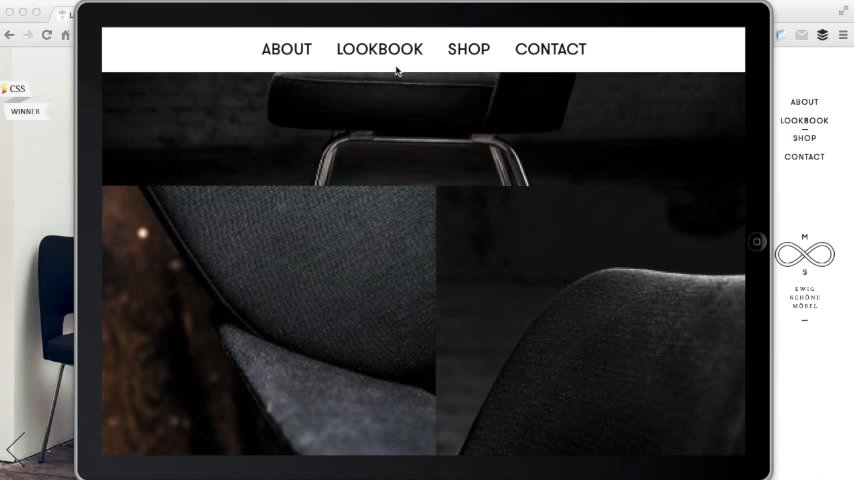 ABOUT LOOKBOOK SHOP CONTACT
CSS
WINNER
ABOUT
LOOKBOOK
SHOP
CONTACT
M
S
EWIG
SCHÖNE
MÖBEL